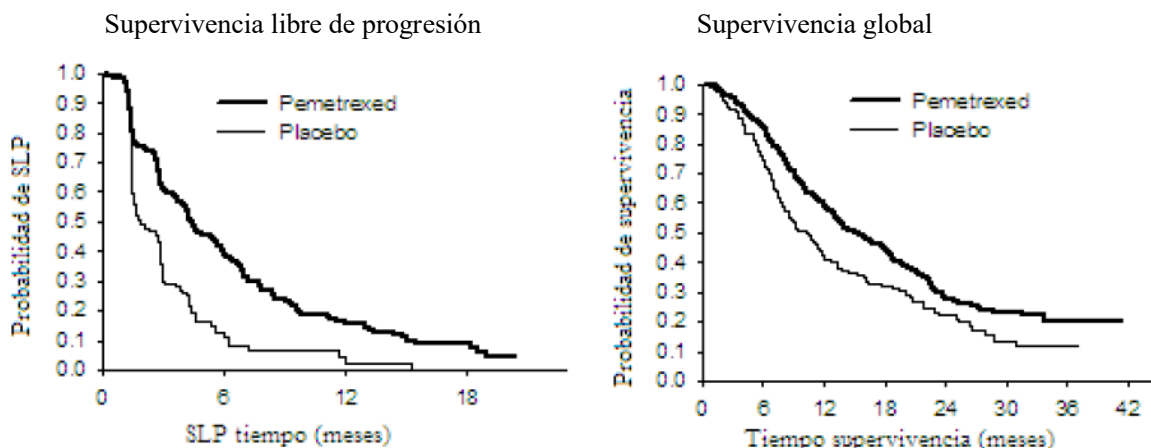 Supervivencia libre de progresión
Supervivencia global
Probabilidad de SLP
1.0
0.9
0.8
0.7
0.6
0.5
0.4
0.3
0.2
0.1
0.0
Pemetrexed
Placebo
0 6 12 18
SLP tiempo (meses)
Probabilidad de supervivencia
1.0
0.9
0.8
0.7
0.6
0.5
0.4
0.3
0.2
0.1
0.0
Pemetrexed
Placebo
0 6 12 18 24 30 36 42
Tiempo supervivencia (meses)